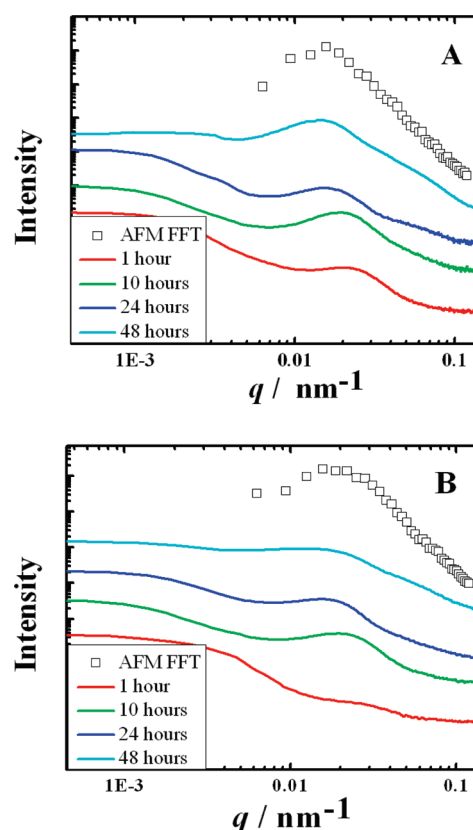 A
Intensity
AFM FFT
1 hour
10 hours
24 hours
48 hours
1E-3 0.01 0.1
q / nm-1
B
Intensity
AFM FFT
1 hour
10 hours
24 hours
48 hours
1E-3 0.01 0.1
q / nm-1